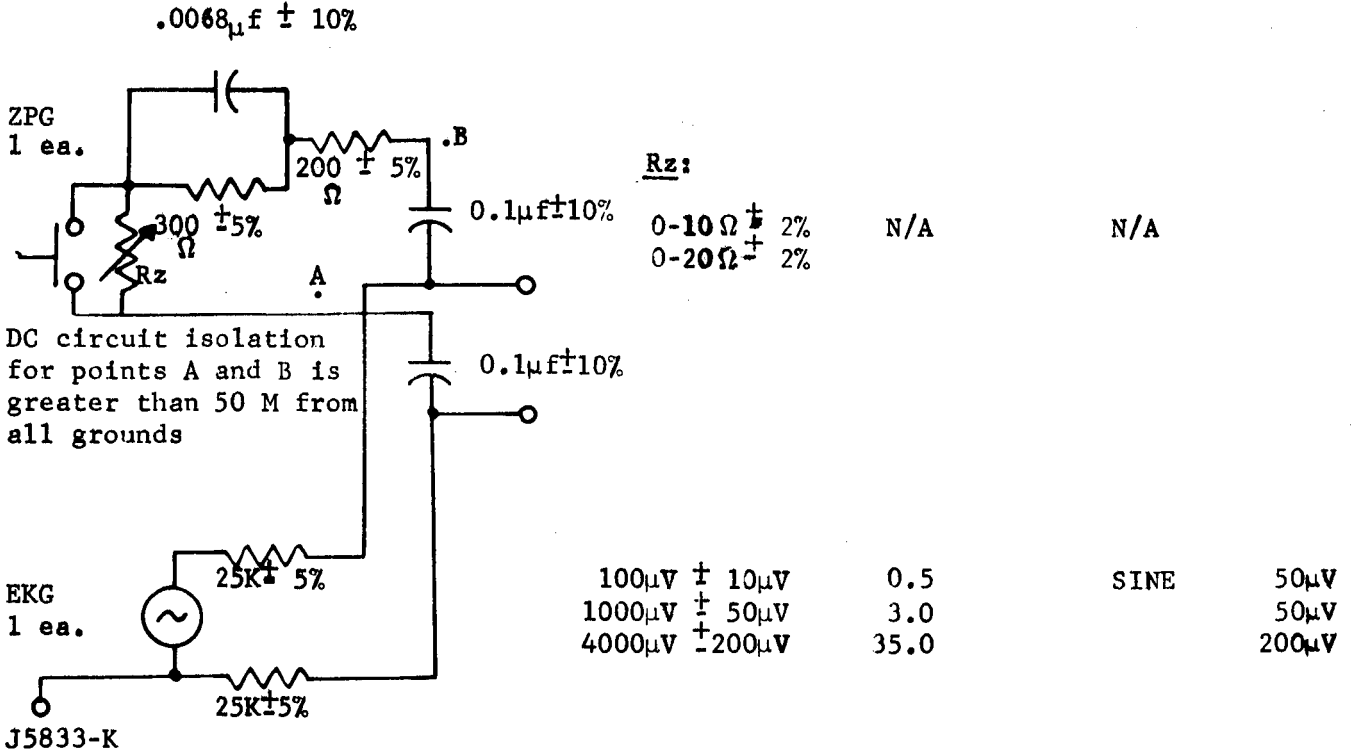 .0068μf ± 10%
ZPG
1 ea.
.B
200 ± 5%
Ω
300 ±5%
Ω
Rz
A
0.1μf±10%
Rz:
0-10Ω ± 2% N/A N/A
0-20Ω ± 2%
DC circuit isolation
for points A and B is
greater than 50 M from
all grounds
0.1μf±10%
25K± 5%
EKG
1 ea.
25K±5%
J5833-K
100μV ± 10μV 0.5 SINE 50μV
1000μV ± 50μV 3.0 50μV
4000μV ±200μV 35.0 200μV